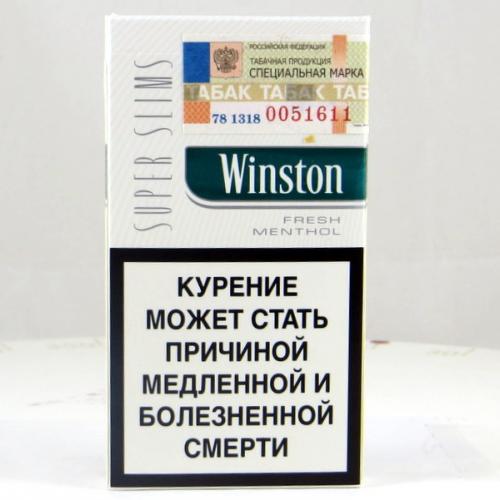 РОССИЙСКАЯ ФЕДЕРАЦИЯ
ТАБАЧНАЯ ПРОДУКЦИЯ
СПЕЦИАЛЬНАЯ МАРКА
ТАБАК ТАБАК ТАБ
78 1318 0051611
SUPER SLIMS
Winston
FRESH
MENTHOL
КУРЕНИЕ
МОЖЕТ СТАТЬ
ПРИЧИНОЙ
МЕДЛЕННОЙ И
БОЛЕЗНЕННОЙ
СМЕРТИ